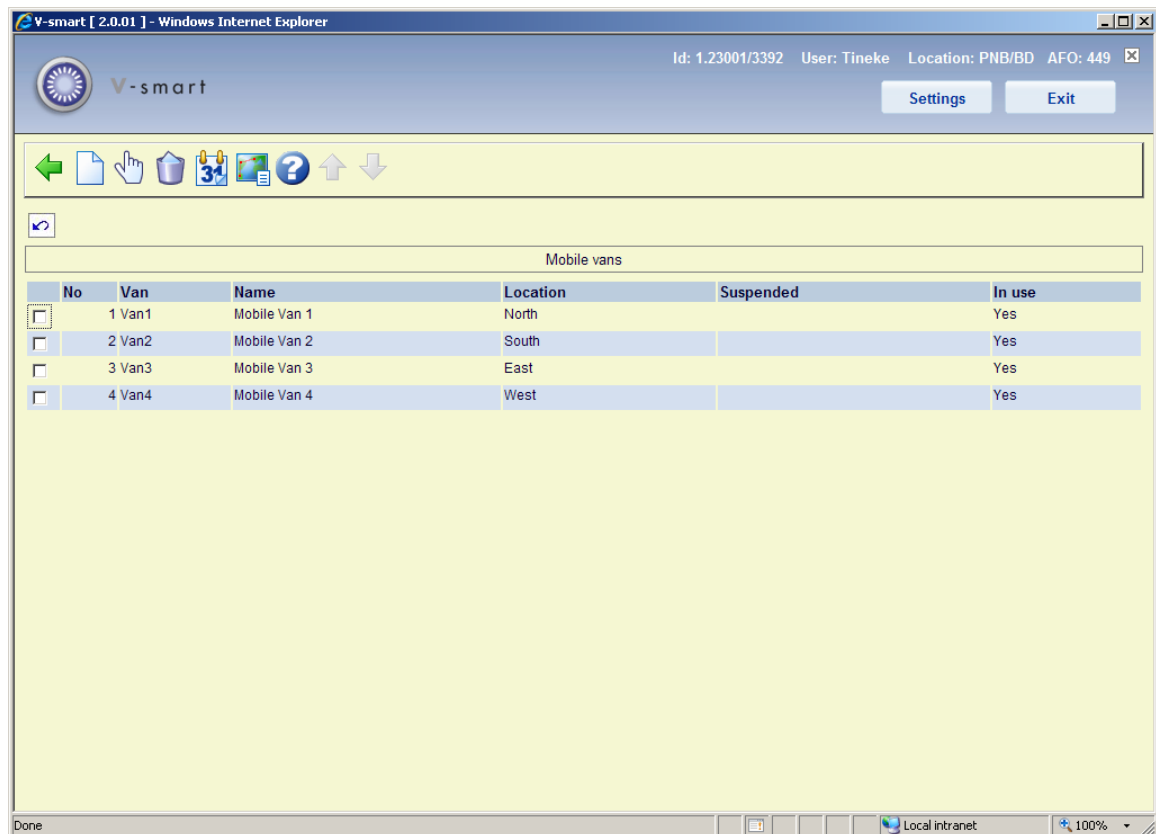 V-smart [ 2.0.01 ] - Windows Internet Explorer
Id: 1.23001/3392 User: Tineke Location: PNB/BD AFO: 449
V-smart
Settings Exit
31
?
Mobile vans
No Van Name Location Suspended In use
1 Van1 Mobile Van 1 North Yes
2 Van2 Mobile Van 2 South Yes
3 Van3 Mobile Van 3 East Yes
4 Van4 Mobile Van 4 West Yes
Done Local intranet 100%